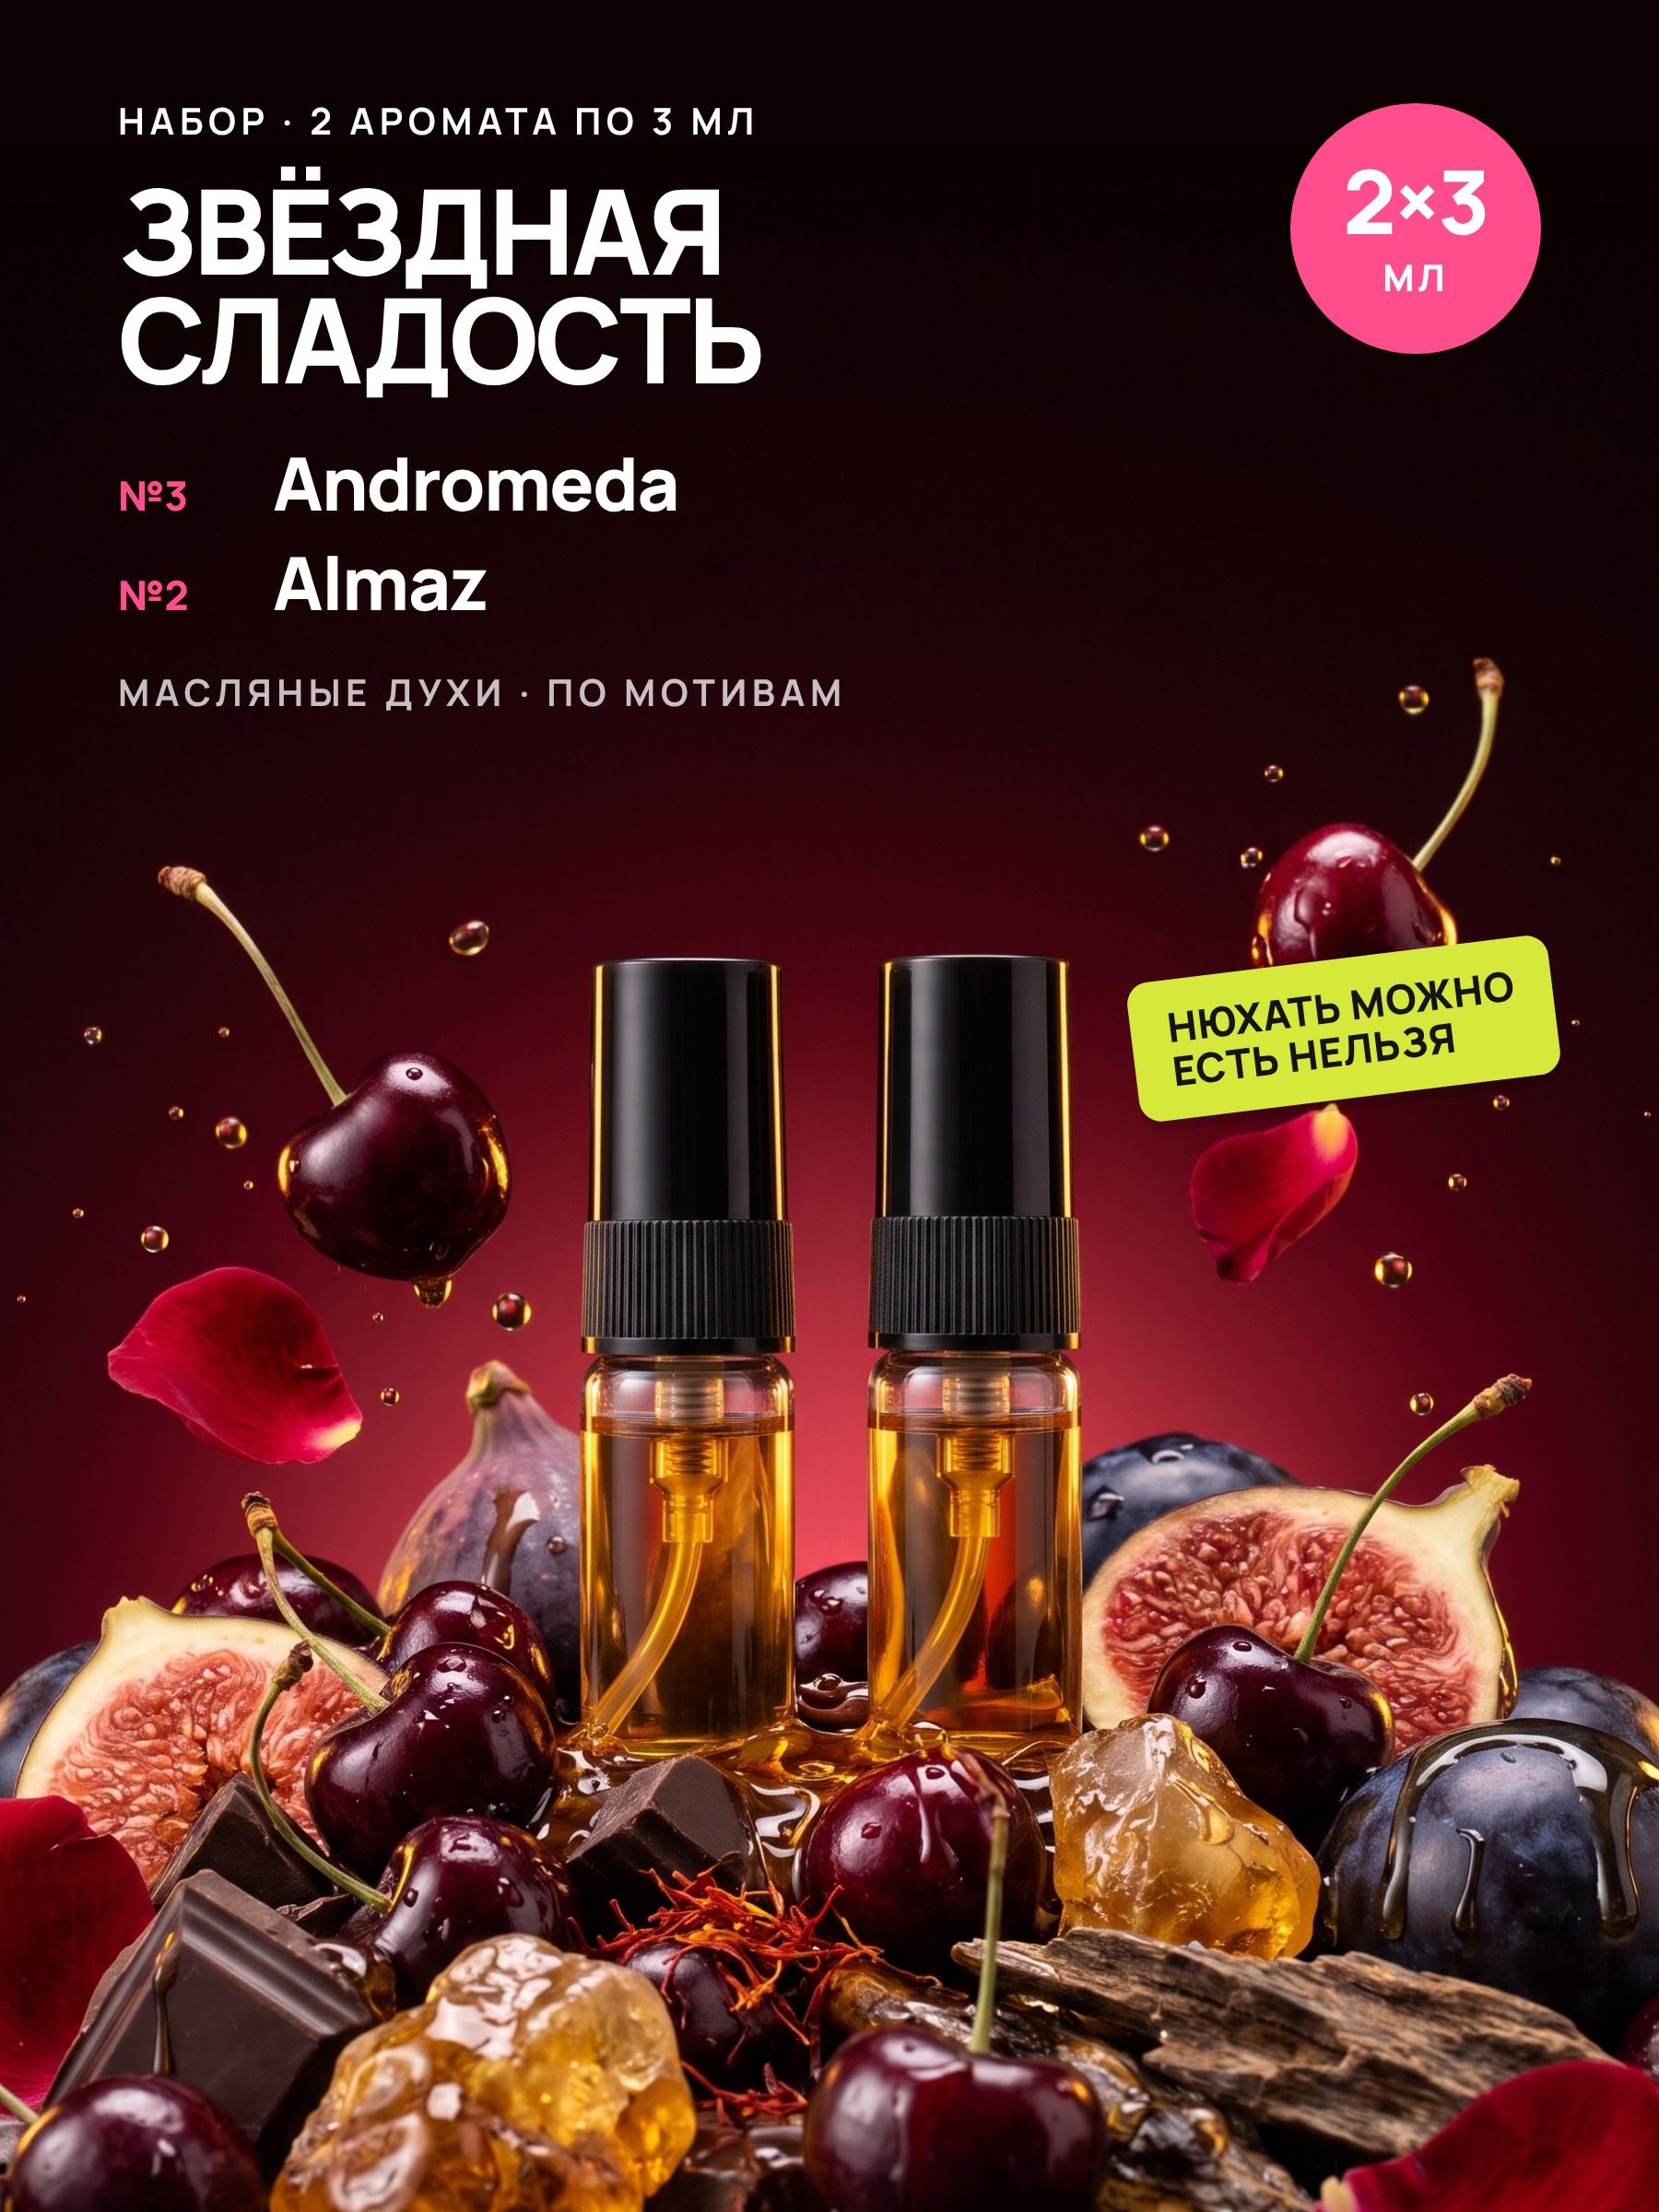 НАБОР · 2 АРОМАТА ПО 3 МЛ
ЗВЁЗДНАЯ
СЛАДОСТЬ
№3 Andromeda
№2 Almaz
МАСЛЯНЫЕ ДУХИ · ПО МОТИВАМ
2×3
МЛ
НЮХАТЬ МОЖНО
ЕСТЬ НЕЛЬЗЯ